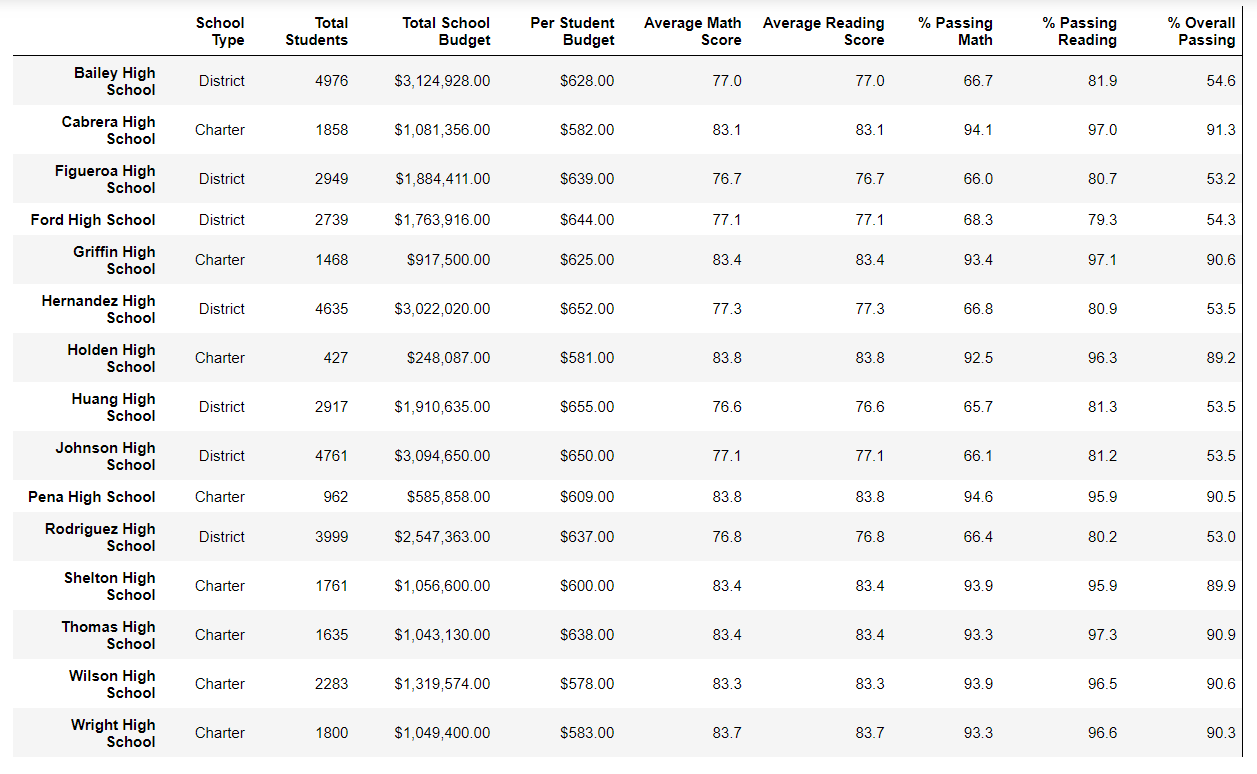 School Type Total Students Total School Budget Per Student Budget Average Math Score Average Reading Score % Passing Math % Passing Reading % Overall Passing
Bailey High School District 4976 $3,124,928.00 $628.00 77.0 77.0 66.7 81.9 54.6
Cabrera High School Charter 1858 $1,081,356.00 $582.00 83.1 83.1 94.1 97.0 91.3
Figueroa High School District 2949 $1,884,411.00 $639.00 76.7 76.7 66.0 80.7 53.2
Ford High School District 2739 $1,763,916.00 $644.00 77.1 77.1 68.3 79.3 54.3
Griffin High School Charter 1468 $917,500.00 $625.00 83.4 83.4 93.4 97.1 90.6
Hernandez High School District 4635 $3,022,020.00 $652.00 77.3 77.3 66.8 80.9 53.5
Holden High School Charter 427 $248,087.00 $581.00 83.8 83.8 92.5 96.3 89.2
Huang High School District 2917 $1,910,635.00 $655.00 76.6 76.6 65.7 81.3 53.5
Johnson High School District 4761 $3,094,650.00 $650.00 77.1 77.1 66.1 81.2 53.5
Pena High School Charter 962 $585,858.00 $609.00 83.8 83.8 94.6 95.9 90.5
Rodriguez High School District 3999 $2,547,363.00 $637.00 76.8 76.8 66.4 80.2 53.0
Shelton High School Charter 1761 $1,056,600.00 $600.00 83.4 83.4 93.9 95.9 89.9
Thomas High School Charter 1635 $1,043,130.00 $638.00 83.4 83.4 93.3 97.3 90.9
Wilson High School Charter 2283 $1,319,574.00 $578.00 83.3 83.3 93.9 96.5 90.6
Wright High School Charter 1800 $1,049,400.00 $583.00 83.7 83.7 93.3 96.6 90.3